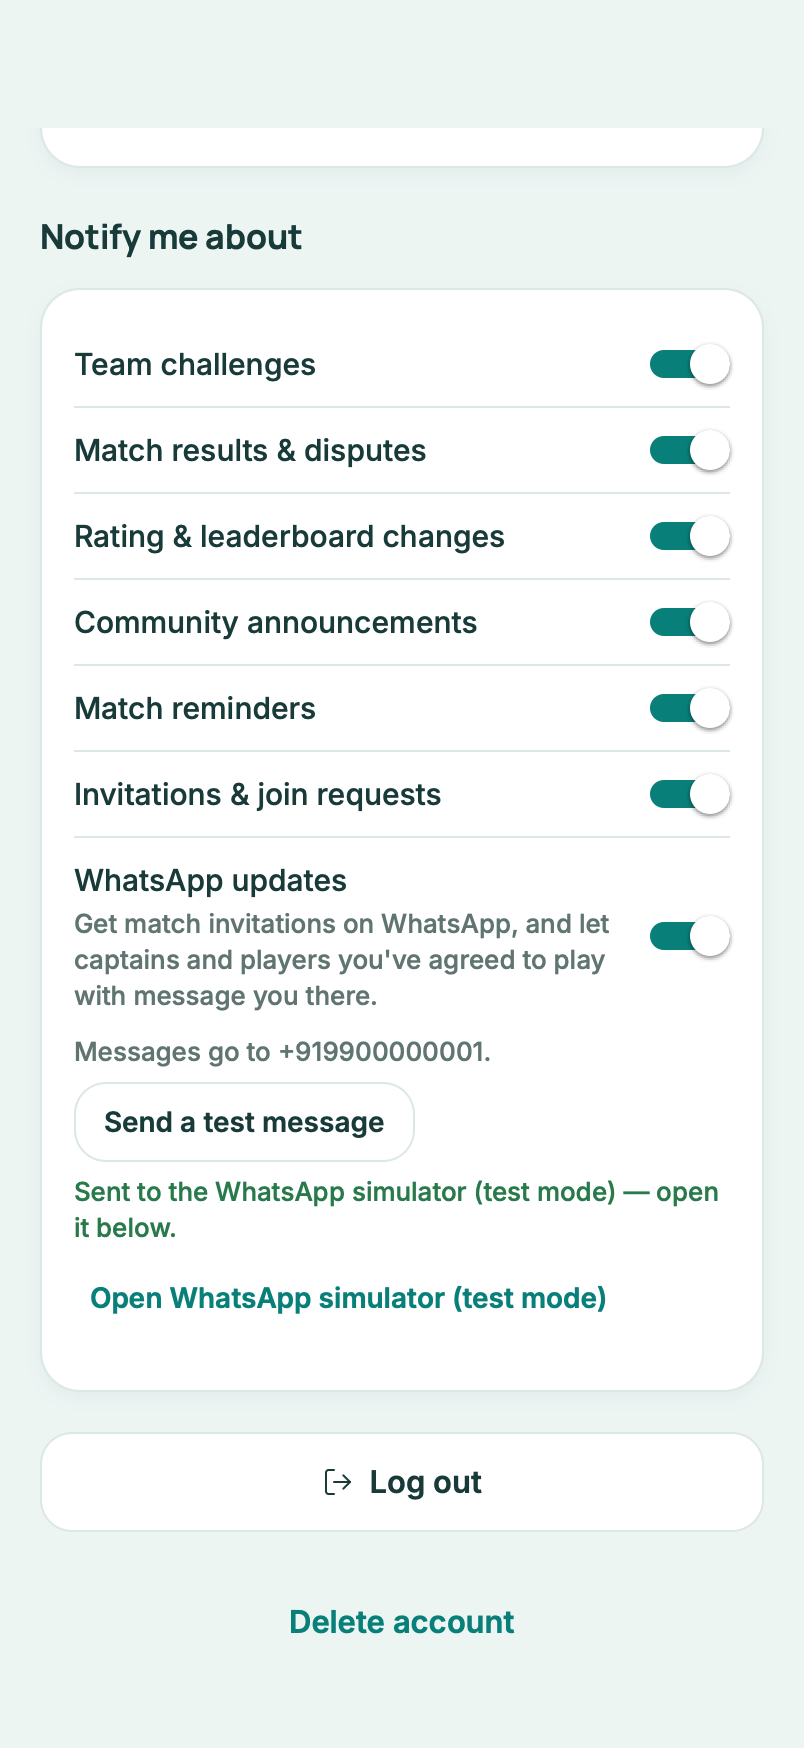 Notify me about
Team challenges
Match results & disputes
Rating & leaderboard changes
Community announcements
Match reminders
Invitations & join requests
WhatsApp updates
Get match invitations on WhatsApp, and let
captains and players you've agreed to play
with message you there.
Messages go to +919900000001.
Send a test message
Sent to the WhatsApp simulator (test mode) — open
it below.
Open WhatsApp simulator (test mode)
Log out
Delete account